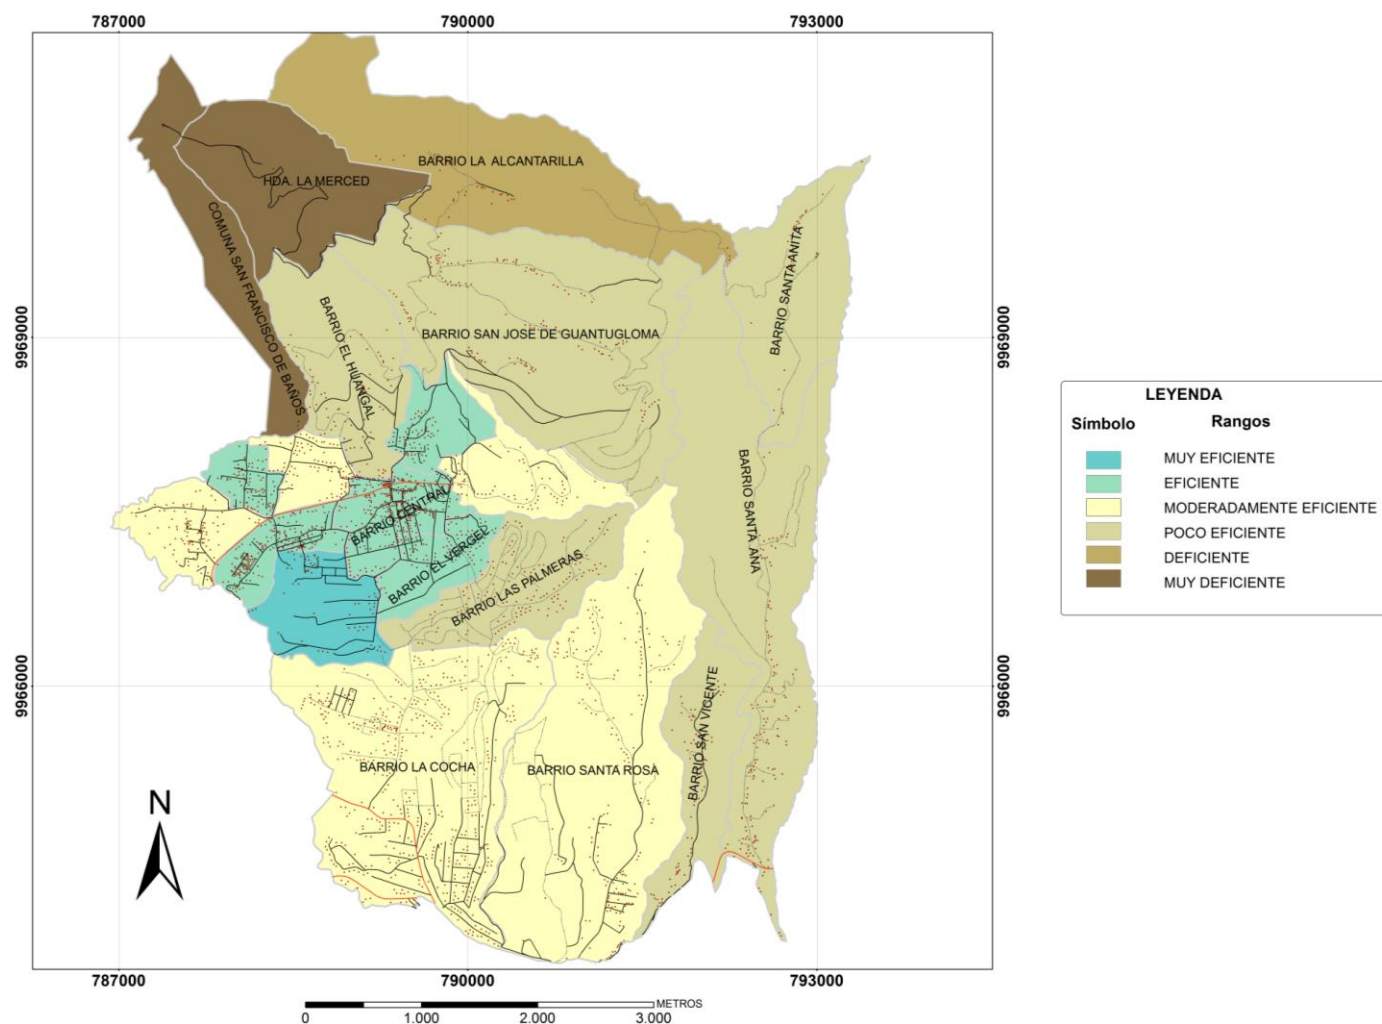 787000 790000 793000
BARRIO LA ALCANTARILLA
HDA. LA MERCED
COMUNA SAN FRANCISCO DE BAÑOS
BARRIO SANTA ANITA
9969000
BARRIO EL HUANGAL
BARRIO SAN JOSE DE GUANTUGLOMA
9969000
LEYENDA
Símbolo Rangos
MUY EFICIENTE
EFICIENTE
MODERADAMENTE EFICIENTE
POCO EFICIENTE
DEFICIENTE
MUY DEFICIENTE
BARRIO CENTRAL
BARRIO SANTA ANA
BARRIO EL VERGEL
BARRIO LAS PALMERAS
9966000
9966000
BARRIO SAN VICENTE
BARRIO LA COCHA
BARRIO SANTA ROSA
N
787000 790000 793000
METROS
0 1.000 2.000 3.000